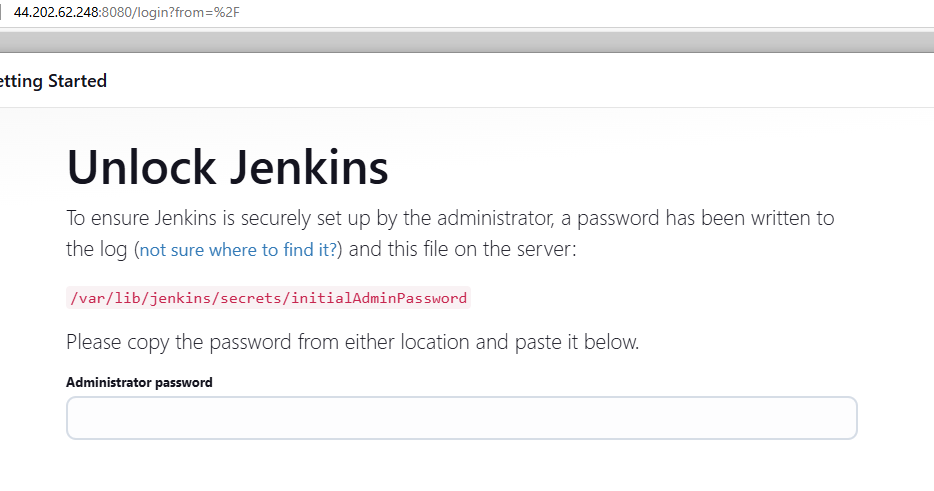 44.202.62.248:8080/login?from=%2F
etting Started
Unlock Jenkins
To ensure Jenkins is securely set up by the administrator, a password has been written to
the log (not sure where to find it?) and this file on the server:
/var/lib/jenkins/secrets/initialAdminPassword
Please copy the password from either location and paste it below.
Administrator password